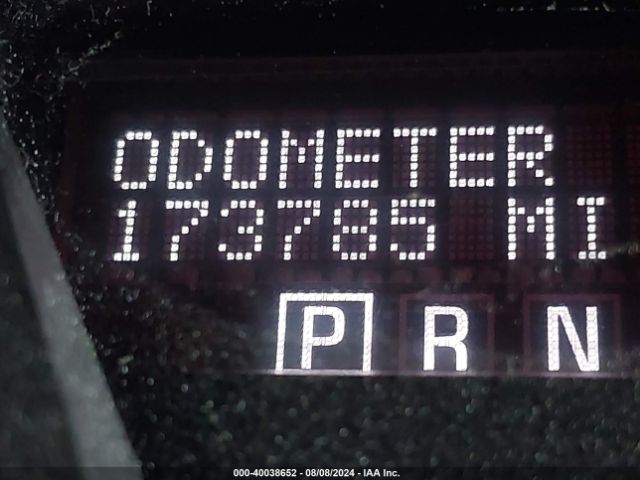 ODOMETER
173785 MI
P R N
000-40038652 - 08/08/2024 - IAA Inc.